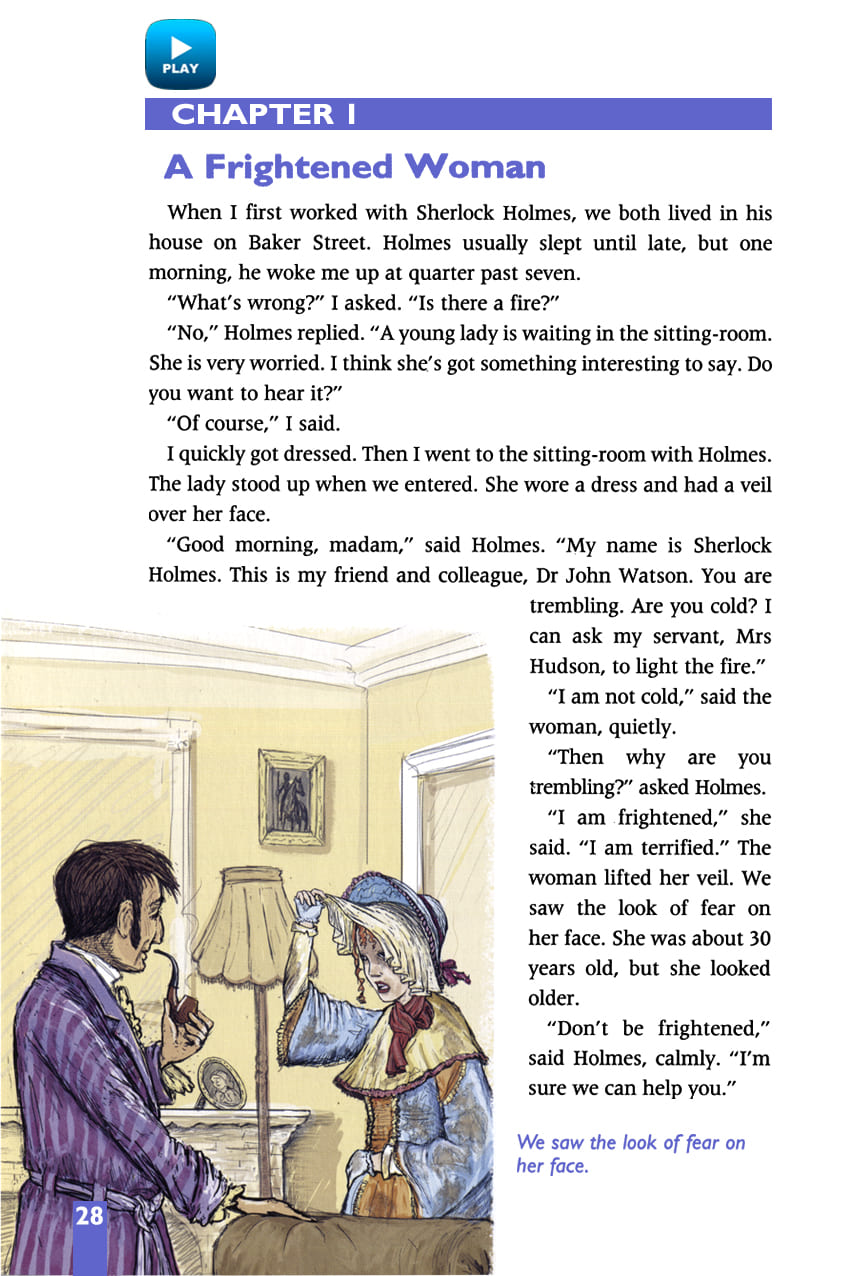 PLAY
CHAPTER I
A Frightened Woman
When I first worked with Sherlock Holmes, we both lived in his
house on Baker Street. Holmes usually slept until late, but one
morning, he woke me up at quarter past seven.
“What’s wrong?” I asked. “Is there a fire?”
“No,” Holmes replied. “A young lady is waiting in the sitting-room.
She is very worried. I think she’s got something interesting to say. Do
you want to hear it?”
“Of course,” I said.
I quickly got dressed. Then I went to the sitting-room with Holmes.
The lady stood up when we entered. She wore a dress and had a veil
over her face.
“Good morning, madam,” said Holmes. “My name is Sherlock
Holmes. This is my friend and colleague, Dr John Watson. You are
trembling. Are you cold? I
can ask my servant, Mrs
Hudson, to light the fire.”
“I am not cold,” said the
woman, quietly.
“Then why are you
trembling?” asked Holmes.
“I am frightened,” she
said. “I am terrified.” The
woman lifted her veil. We
saw the look of fear on
her face. She was about 30
years old, but she looked
older.
“Don’t be frightened,”
said Holmes, calmly. “I’m
sure we can help you.”
We saw the look of fear on
her face.
28